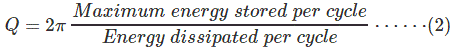 Q = 2π Maximum energy stored per cycle / Energy dissipated per cycle ······(2)